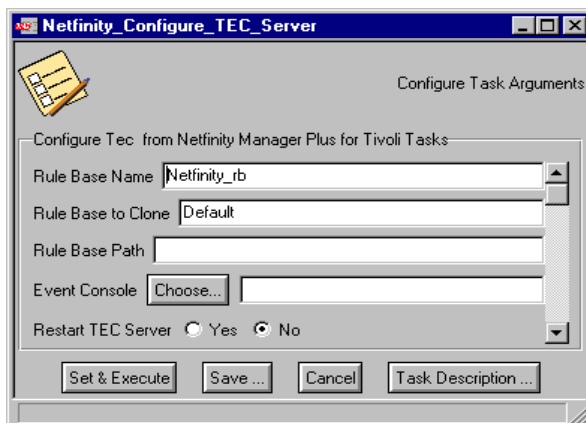 Netfinity_Configure_TEC_Server
Configure Task Arguments
Configure Tec from Netfinity Manager Plus for Tivoli Tasks
Rule Base Name Netfinity_rb
Rule Base to Clone Default
Rule Base Path
Event Console Choose...
Restart TEC Server Yes No
Set & Execute Save ... Cancel Task Description ...